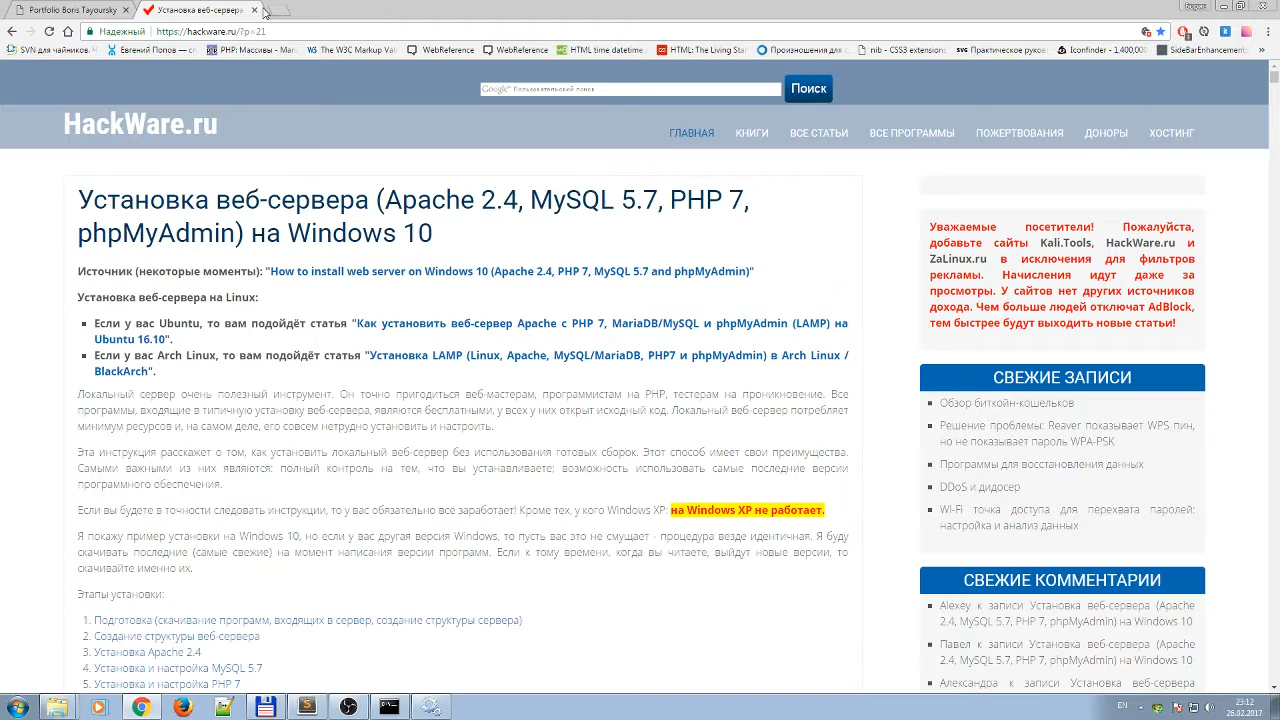 Portfolio Boris Tayoursky
Установка веб-сервера
Надежный
https://hackware.ru/?p=21
SVN для чайников
Евгений Попов — сп
PHP: Массивы - Man
The W3C Markup Val
WebReference
WebReference
HTML time datetime
HTML: The Living Sta
Произношения для с
nib - CSS3 extensions
Практическое руков
Iconfinder - 1,400,000
SideBarEnhancement
Google Пользовательский поиск
Поиск
HackWare.ru
ГЛАВНАЯ
КНИГИ
ВСЕ СТАТЬИ
ВСЕ ПРОГРАММЫ
ПОЖЕРТВОВАНИЯ
ДОНОРЫ
ХОСТИНГ
Установка веб-сервера (Apache 2.4, MySQL 5.7, PHP 7,
phpMyAdmin) на Windows 10
Источник (некоторые моменты): "How to install web server on Windows 10 (Apache 2.4, PHP 7, MySQL 5.7 and phpMyAdmin)"
Установка веб-сервера на Linux:
Если у вас Ubuntu, то вам подойдёт статья "Как установить веб-сервер Apache с PHP 7, MariaDB/MySQL и phpMyAdmin (LAMP) на
Ubuntu 16.10".
Если у вас Arch Linux, то вам подойдёт статья "Установка LAMP (Linux, Apache, MySQL/MariaDB, PHP7 и phpMyAdmin) в Arch Linux /
BlackArch".
Локальный сервер очень полезный инструмент. Он точно пригодиться веб-мастерам, программистам на PHP, тестерам на проникновение. Все
программы, входящие в типичную установку веб-сервера, являются бесплатными, у всех у них открыт исходный код. Локальный веб-сервер потребляет
минимум ресурсов и, на самом деле, его совсем нетрудно установить и настроить.
Эта инструкция расскажет о том, как установить локальный веб-сервер без использования готовых сборок. Этот способ имеет свои преимущества.
Самыми важными из них являются: полный контроль на тем, что вы устанавливаете; возможность использовать самые последние версии
программного обеспечения.
Если вы будете в точности следовать инструкции, то у вас обязательно все заработает! Кроме тех, у кого Windows XP: на Windows XP не работает.
Я покажу пример установки на Windows 10, но если у вас другая версия Windows, то пусть вас это не смущает - процедура везде идентичная. Я буду
скачивать последние (самые свежие) на момент написания версии программ. Если к тому времени, когда вы читаете, выйдут новые версии, то
скачивайте именно их.
Этапы установки:
1. Подготовка (скачивание программ, входящих в сервер, создание структуры сервера)
2. Создание структуры веб-сервера
3. Установка Apache 2.4
4. Установка и настройка MySQL 5.7
5. Установка и настройка PHP 7
Уважаемые посетители! Пожалуйста,
добавьте сайты Kali.Tools, HackWare.ru и
ZaLinux.ru в исключения для фильтров
рекламы. Начисления идут даже за
просмотры. У сайтов нет других источников
дохода. Чем больше людей отключат AdBlock,
тем быстрее будут выходить новые статьи!
СВЕЖИЕ ЗАПИСИ
Обзор биткойн-кошельков
Решение проблемы: Reaver показывает WPS пин,
но не показывает пароль WPA-PSK
Программы для восстановления данных
DDoS и дидосер
Wi-Fi точка доступа для перехвата паролей:
настройка и анализ данных
СВЕЖИЕ КОММЕНТАРИИ
Alexey к записи Установка веб-сервера (Apache
2.4, MySQL 5.7, PHP 7, phpMyAdmin) на Windows 10
Павел к записи Установка веб-сервера (Apache
2.4, MySQL 5.7, PHP 7, phpMyAdmin) на Windows 10
Александра к записи Установка веб-сервера
EN
23:12
26.02.2017